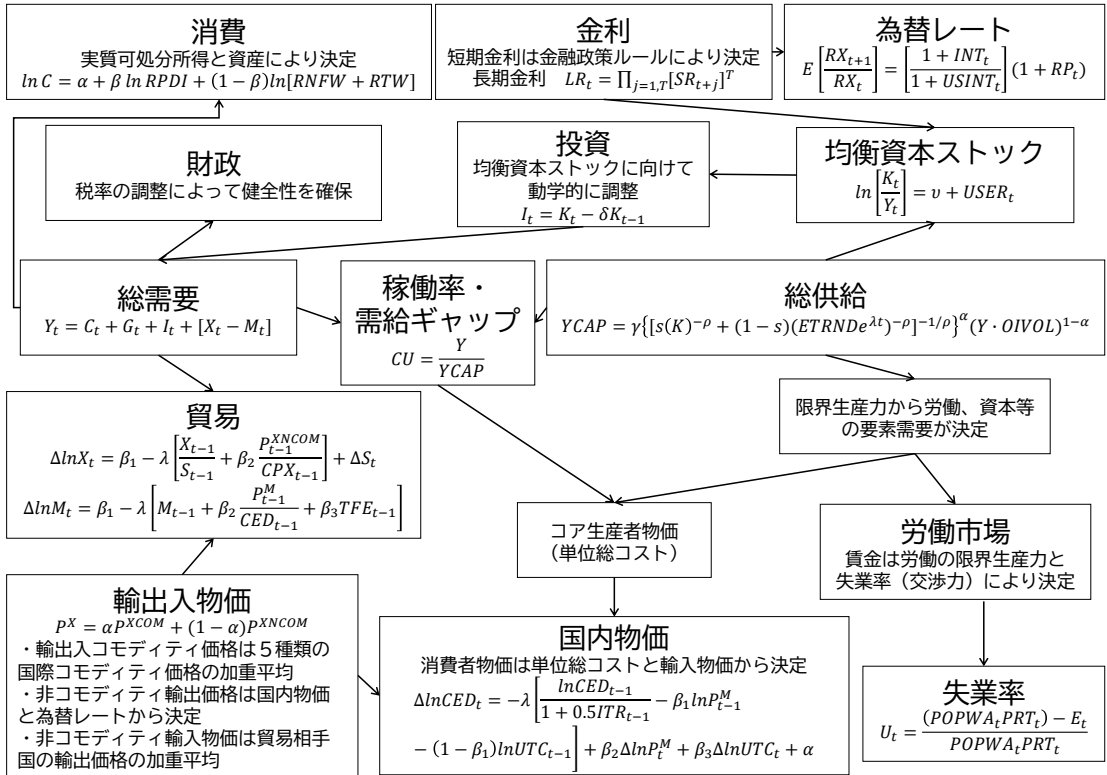 消費
実質可処分所得と資産により決定
ln C = α + β ln RPDI + (1 − β)ln[RNFW + RTW]
金利
短期金利は金融政策ルールにより決定
長期金利 LR_t = ∏_{j=1,T}[SR_{t+j}]^T
為替レート
E[RX_{t+1}/RX_t] = [(1 + INT_t)/(1 + USINT_t)](1 + RP_t)
財政
税率の調整によって健全性を確保
投資
均衡資本ストックに向けて
動学的に調整
I_t = K_t − δK_{t−1}
均衡資本ストック
ln[K_t/Y_t] = υ + USER_t
総需要
Y_t = C_t + G_t + I_t + [X_t − M_t]
稼働率・
需給ギャップ
CU = Y/YCAP
総供給
YCAP = γ{[s(K)^{−ρ} + (1 − s)(ETRNDe^{λt})^{−ρ}]^{−1/ρ}}^α(Y · OIVOL)^{1−α}
貿易
ΔlnX_t = β_1 − λ[X_{t−1}/S_{t−1} + β_2 P_{t−1}^{XNCOM}/CPX_{t−1}] + ΔS_t
ΔlnM_t = β_1 − λ[M_{t−1} + β_2 P_{t−1}^M/CED_{t−1} + β_3TFE_{t−1}]
限界生産力から労働、資本等
の要素需要が決定
コア生産者物価
（単位総コスト）
労働市場
賃金は労働の限界生産力と
失業率（交渉力）により決定
輸出入物価
P^X = αP^{XCOM} + (1 − α)P^{XNCOM}
・輸出入コモディティ価格は５種類の
国際コモディティ価格の加重平均
・非コモディティ輸出価格は国内物価
と為替レートから決定
・非コモディティ輸入物価は貿易相手
国の輸出価格の加重平均
国内物価
消費者物価は単位総コストと輸入物価から決定
ΔlnCED_t = −λ[lnCED_{t−1}/(1 + 0.5ITR_{t−1}) − β_1lnP_{t−1}^M
− (1 − β_1)lnUTC_{t−1}] + β_2ΔlnP_t^M + β_3ΔlnUTC_t + α
失業率
U_t = ((POPWA_tPRT_t) − E_t)/(POPWA_tPRT_t)